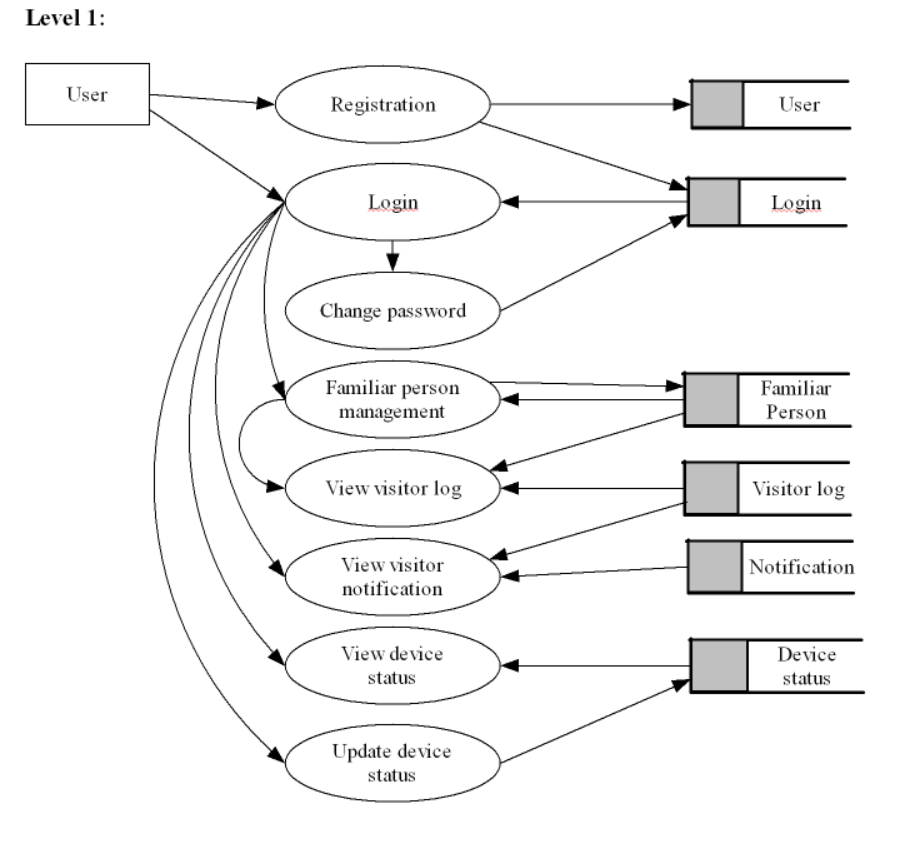 Level 1:
User
Registration
User
Login
Login
Change password
Familiar person
management
Familiar
Person
View visitor log
Visitor log
View visitor
notification
Notification
View device
status
Device
status
Update device
status